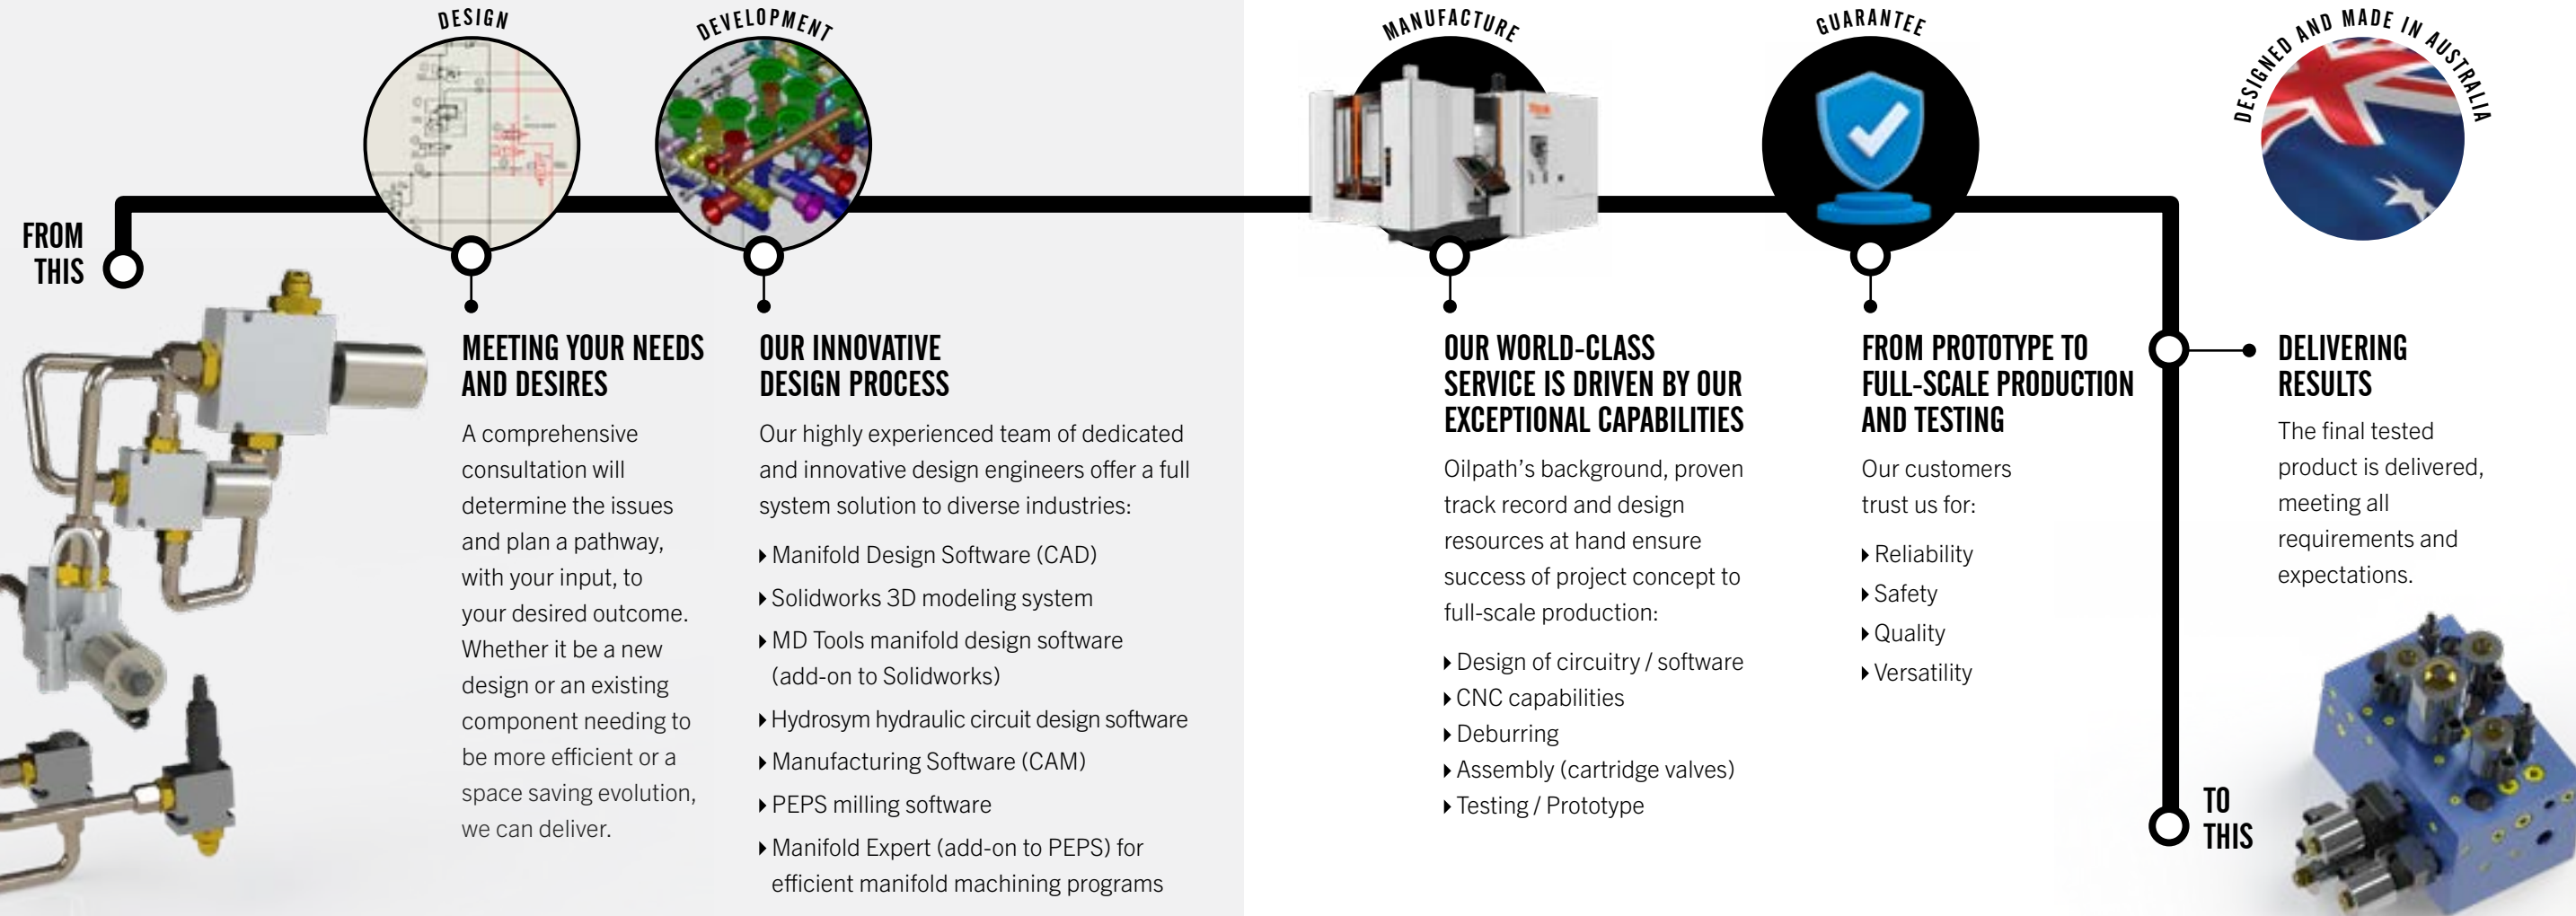 DESIGN
DEVELOPMENT
MANUFACTURE
GUARANTEE
DESIGNED AND MADE IN AUSTRALIA
FROM
THIS
MEETING YOUR NEEDS
AND DESIRES
A comprehensive
consultation will
determine the issues
and plan a pathway,
with your input, to
your desired outcome.
Whether it be a new
design or an existing
component needing to
be more efficient or a
space saving evolution,
we can deliver.
OUR INNOVATIVE
DESIGN PROCESS
Our highly experienced team of dedicated
and innovative design engineers offer a full
system solution to diverse industries:
Manifold Design Software (CAD)
Solidworks 3D modeling system
MD Tools manifold design software
(add-on to Solidworks)
Hydrosym hydraulic circuit design software
Manufacturing Software (CAM)
PEPS milling software
Manifold Expert (add-on to PEPS) for
efficient manifold machining programs
OUR WORLD-CLASS
SERVICE IS DRIVEN BY OUR
EXCEPTIONAL CAPABILITIES
Oilpath’s background, proven
track record and design
resources at hand ensure
success of project concept to
full-scale production:
Design of circuitry / software
CNC capabilities
Deburring
Assembly (cartridge valves)
Testing / Prototype
FROM PROTOTYPE TO
FULL-SCALE PRODUCTION
AND TESTING
Our customers
trust us for:
Reliability
Safety
Quality
Versatility
DELIVERING
RESULTS
The final tested
product is delivered,
meeting all
requirements and
expectations.
TO
THIS